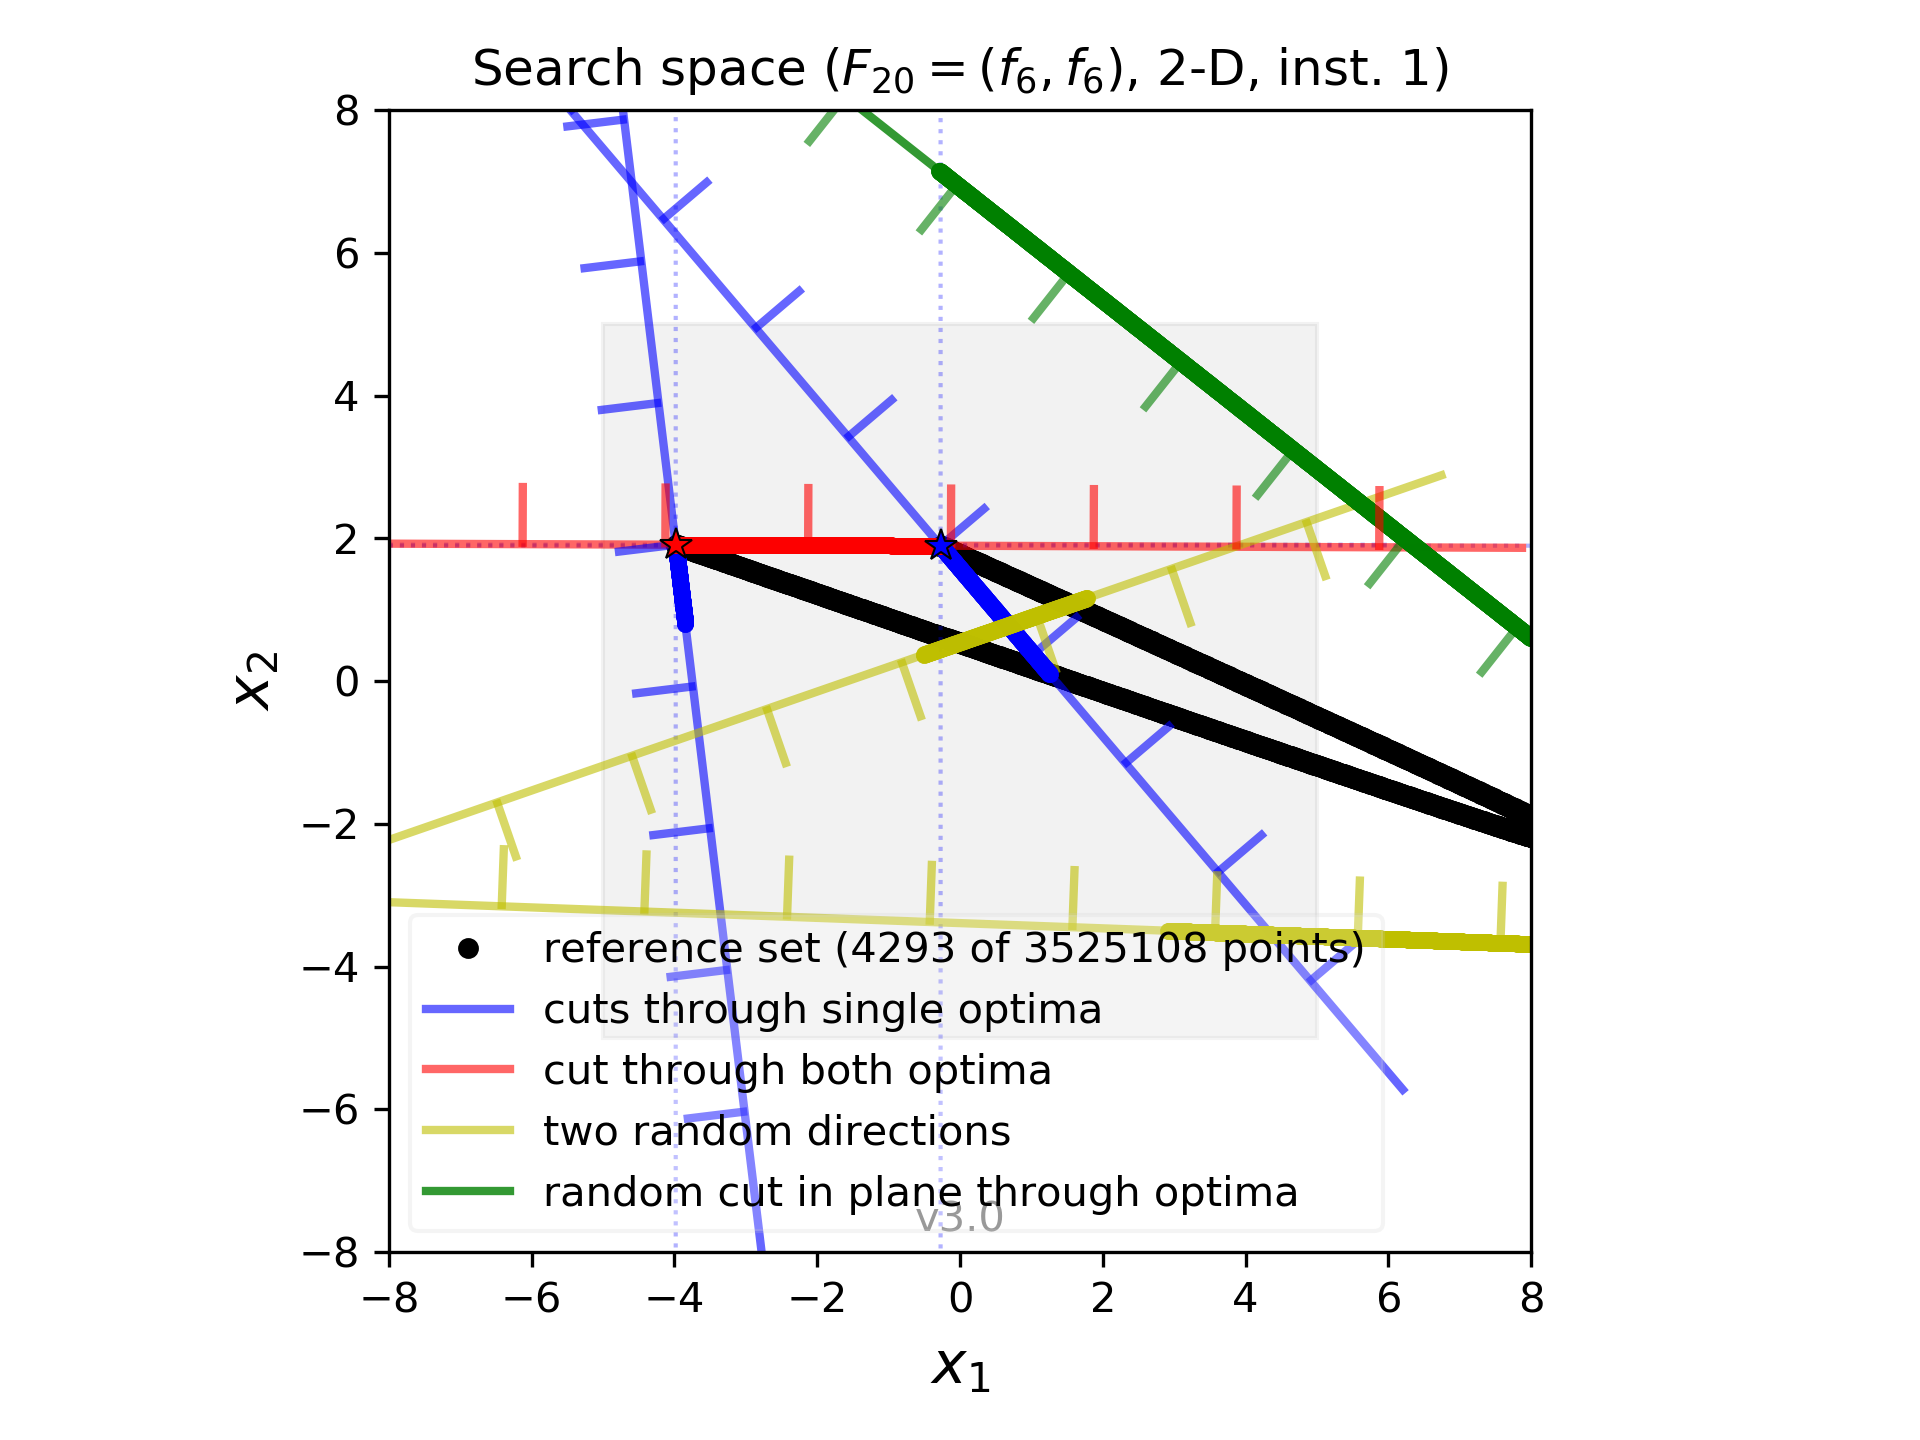 Search space (F20 = (f6, f6), 2-D, inst. 1)
8
6
4
2
0
−2
−4
−6
−8
x2
reference set (4293 of 3525108 points)
cuts through single optima
cut through both optima
two random directions
random cut in plane through optima
v3.0
−8 −6 −4 −2 0 2 4 6 8
x1